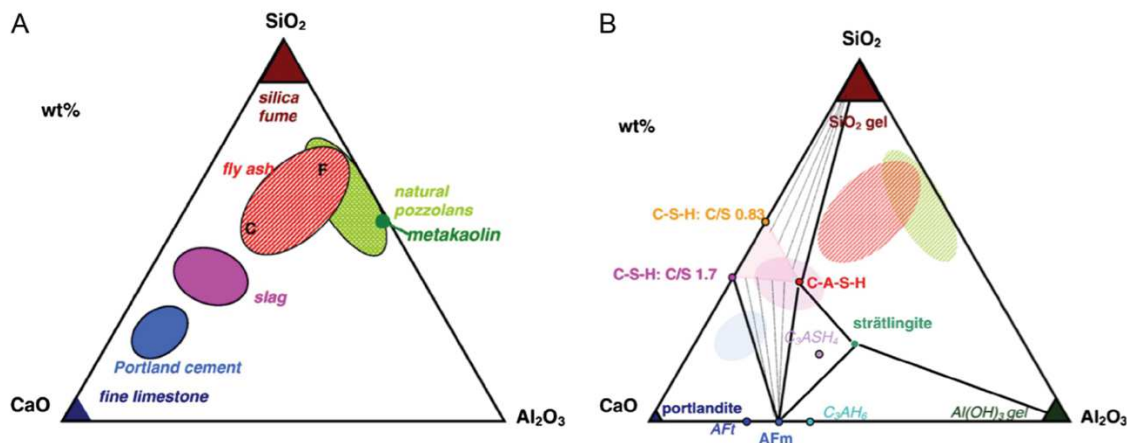 A
SiO₂
wt%
silica
fume
fly ash
F
C
natural
pozzolans
metakaolin
slag
Portland cement
fine limestone
CaO
Al₂O₃
B
SiO₂
wt%
SiO₂ gel
C-S-H: C/S 0.83
C-S-H: C/S 1.7
C-A-S-H
strätlingite
C₃ASH₄
CaO
portlandite
AFt
AFm
C₃AH₆
Al(OH)₃ gel
Al₂O₃